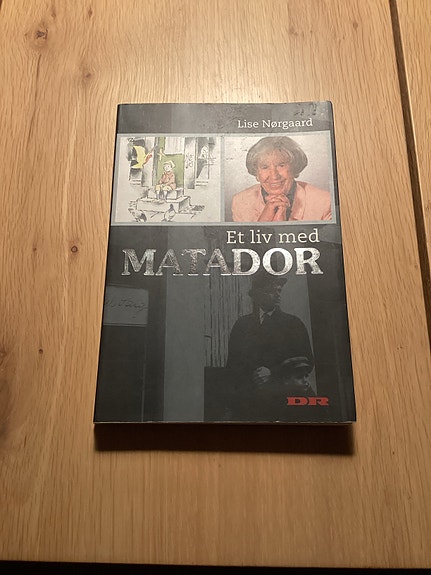 Lise Nørgaard
Et liv med
MATADOR
DR